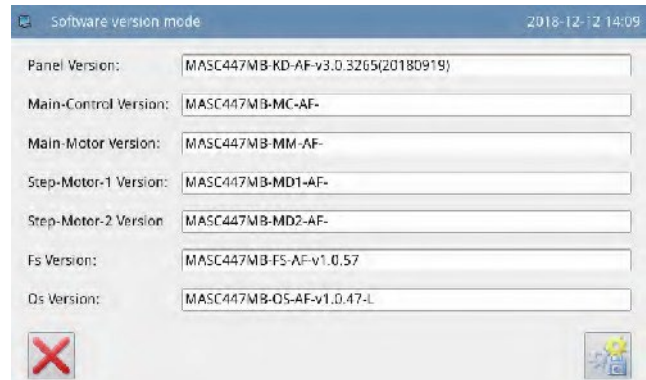 Software version mode 2018-12-12 14:09
Panel Version: MASC447MB-KD-AF-v3.0.3265(20180919)
Main-Control Version: MASC447MB-MC-AF-
Main-Motor Version: MASC447MB-MM-AF-
Step-Motor-1 Version: MASC447MB-MD1-AF-
Step-Motor-2 Version MASC447MB-MD2-AF-
Fs Version: MASC447MB-FS-AF-v1.0.57
Os Version: MASC447MB-OS-AF-v1.0.47-L